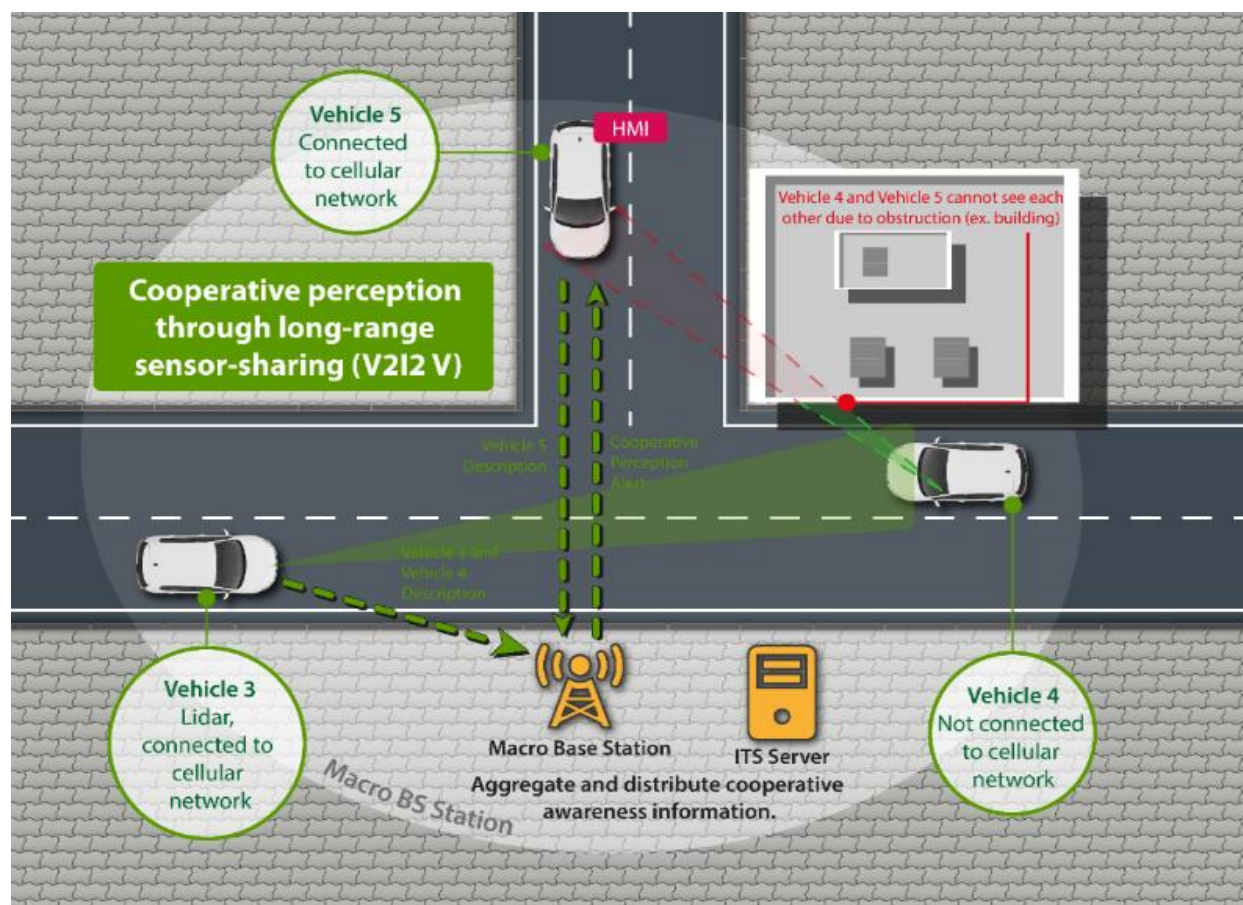 Vehicle 5
Connected
to cellular
network
HMI
Vehicle 4 and Vehicle 5 cannot see each
other due to obstruction (ex. building)
Cooperative perception
through long-range
sensor-sharing (V2I2 V)
Vehicle 5
Description
Cooperative
Perception
Alert
Vehicle 3 and
Vehicle 4
Description
Vehicle 3
Lidar,
connected to
cellular
network
Macro Base Station
ITS Server
Aggregate and distribute cooperative
awareness information.
Vehicle 4
Not connected
to cellular
network
Macro BS Station